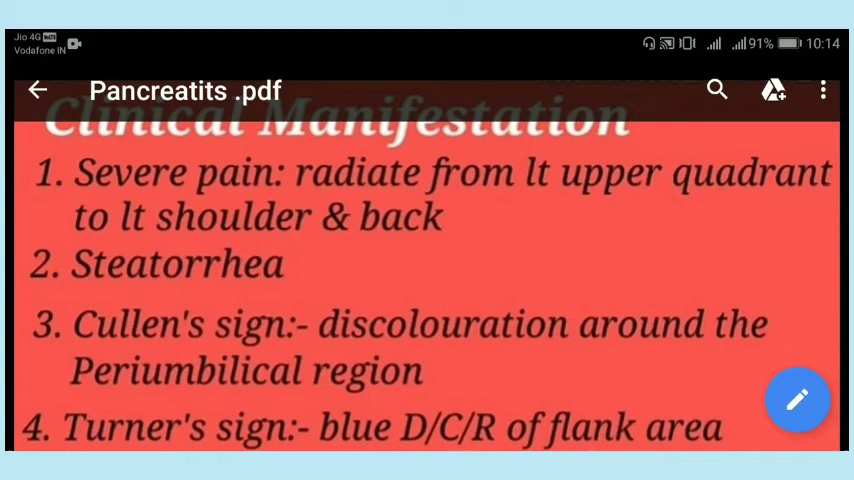 Jio 4G VoLTE
Vodafone IN
91% 10:14
Pancreatits .pdf
Clinical Manifestation
1. Severe pain: radiate from lt upper quadrant
to lt shoulder & back
2. Steatorrhea
3. Cullen's sign:- discolouration around the
Periumbilical region
4. Turner's sign:- blue D/C/R of flank area